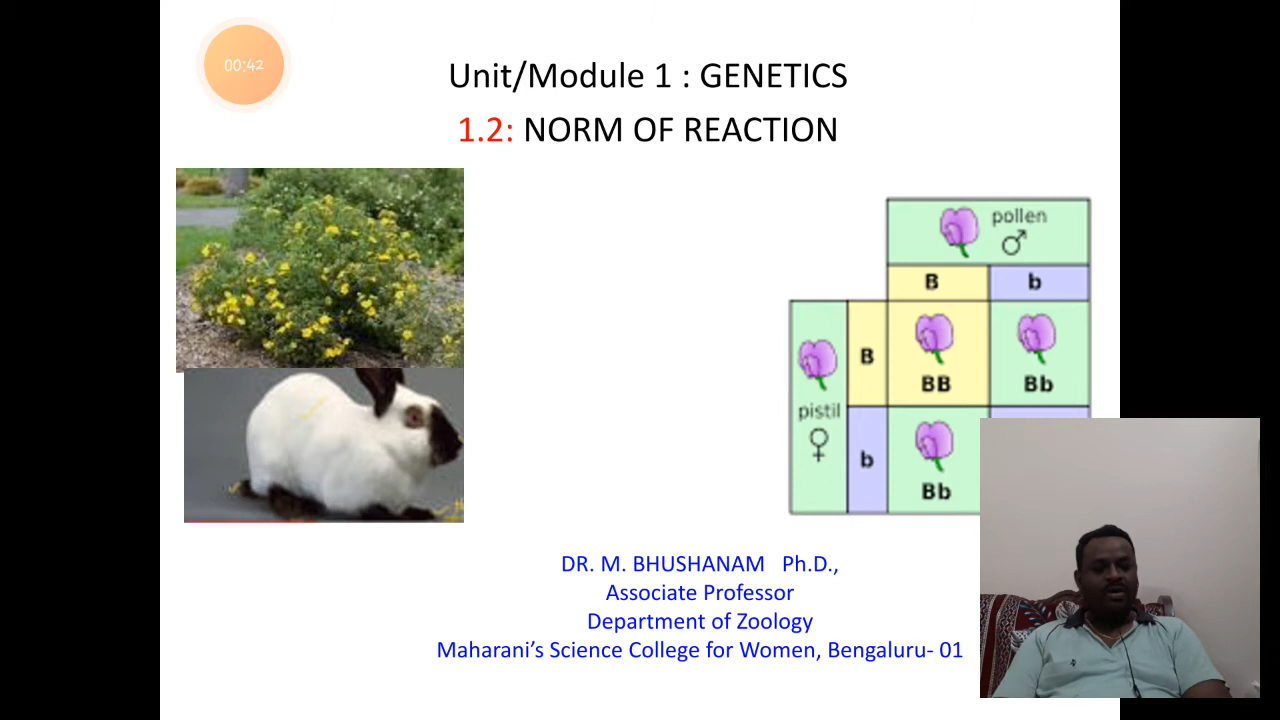 00:42
Unit/Module 1 : GENETICS
1.2: NORM OF REACTION
pollen
♂
B b
pistil
♀
B
BB Bb
b
Bb
DR. M. BHUSHANAM Ph.D.,
Associate Professor
Department of Zoology
Maharani's Science College for Women, Bengaluru- 01